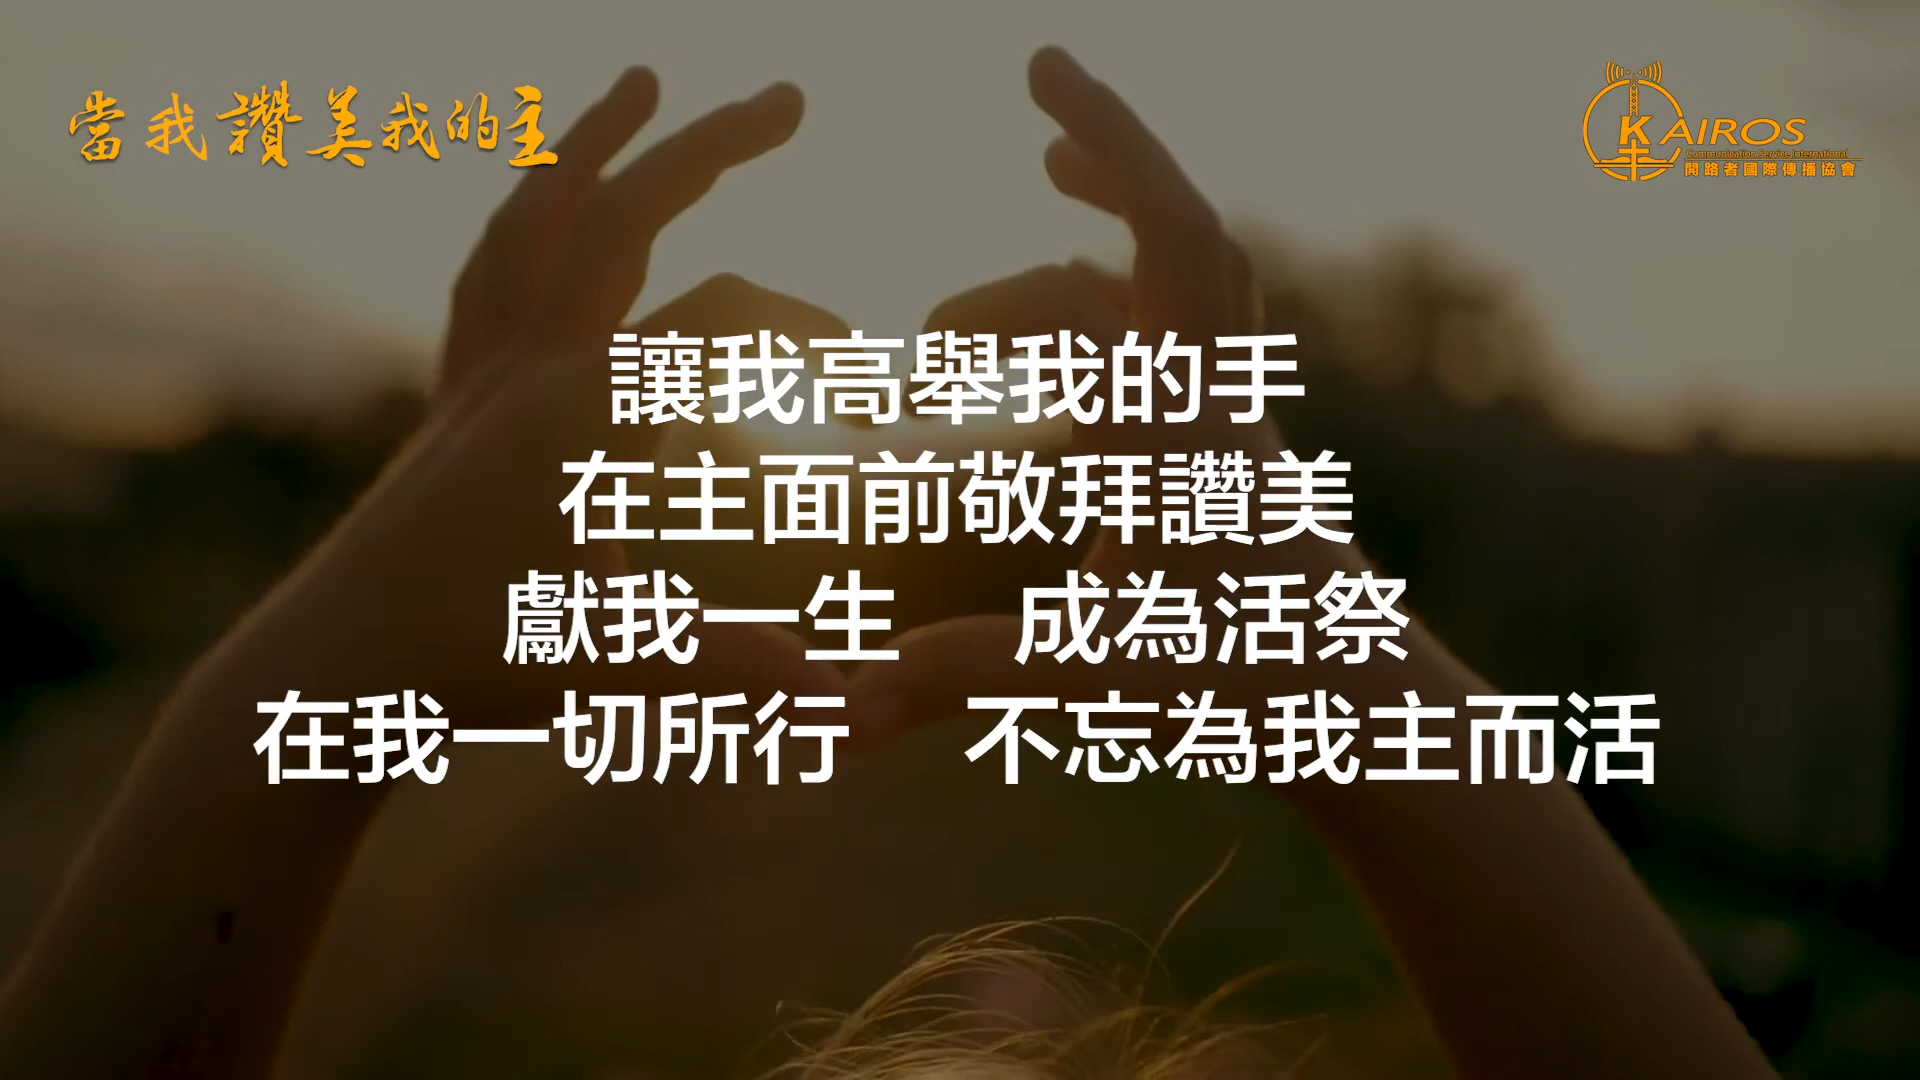 當我讚美我的主
KAIROS
Communication Service International
開路者國際傳播協會
讓我高舉我的手
在主面前敬拜讚美
獻我一生　成為活祭
在我一切所行　不忘為我主而活